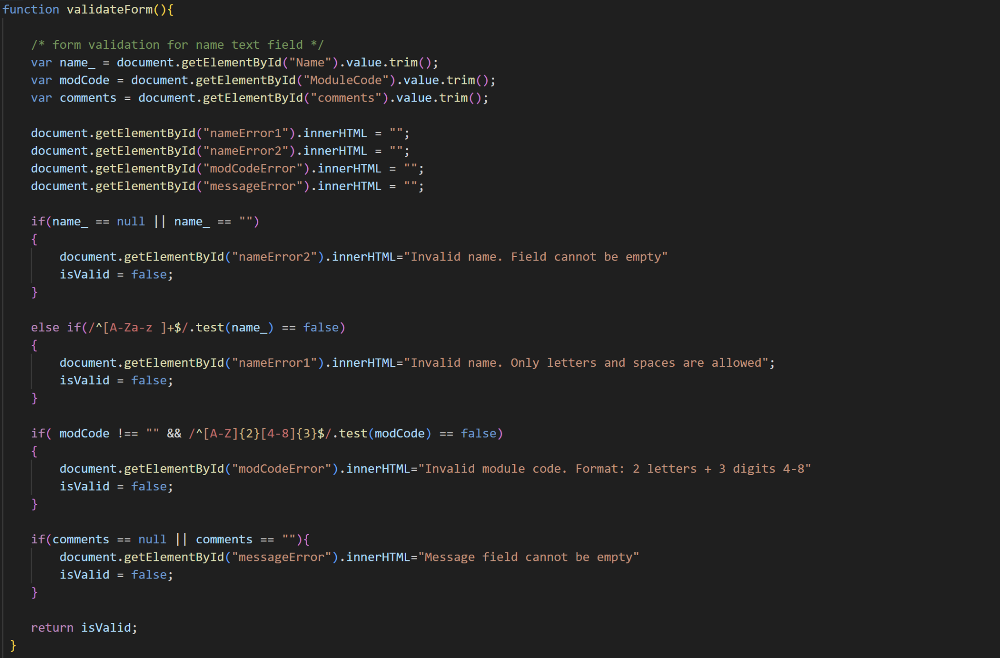 function validateForm(){
/* form validation for name text field */
var name_ = document.getElementById("Name").value.trim();
var modCode = document.getElementById("ModuleCode").value.trim();
var comments = document.getElementById("comments").value.trim();
document.getElementById("nameError1").innerHTML = "";
document.getElementById("nameError2").innerHTML = "";
document.getElementById("modCodeError").innerHTML = "";
document.getElementById("messageError").innerHTML = "";
if(name_ == null || name_ == "")
{
document.getElementById("nameError2").innerHTML="Invalid name. Field cannot be empty"
isValid = false;
}
else if(/^[A-Za-z ]+$/.test(name_) == false)
{
document.getElementById("nameError1").innerHTML="Invalid name. Only letters and spaces are allowed";
isValid = false;
}
if( modCode !== "" && /^[A-Z]{2}[4-8]{3}$/.test(modCode) == false)
{
document.getElementById("modCodeError").innerHTML="Invalid module code. Format: 2 letters + 3 digits 4-8"
isValid = false;
}
if(comments == null || comments == ""){
document.getElementById("messageError").innerHTML="Message field cannot be empty"
isValid = false;
}
return isValid;
}